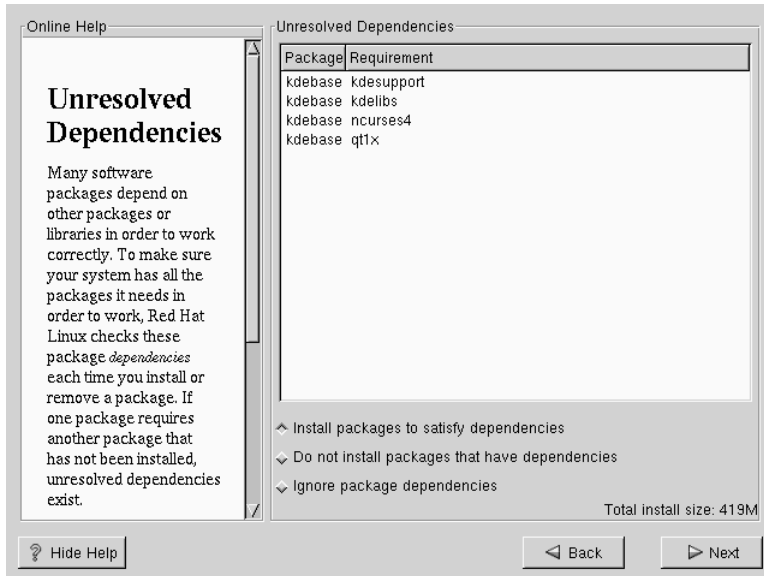 Online Help
Unresolved
Dependencies
Many software
packages depend on
other packages or
libraries in order to work
correctly. To make sure
your system has all the
packages it needs in
order to work, Red Hat
Linux checks these
package dependencies
each time you install or
remove a package. If
one package requires
another package that
has not been installed,
unresolved dependencies
exist.
Unresolved Dependencies
Package Requirement
kdebase kdesupport
kdebase kdelibs
kdebase ncurses4
kdebase qt1x
Install packages to satisfy dependencies
Do not install packages that have dependencies
Ignore package dependencies
Total install size: 419M
Hide Help
Back
Next